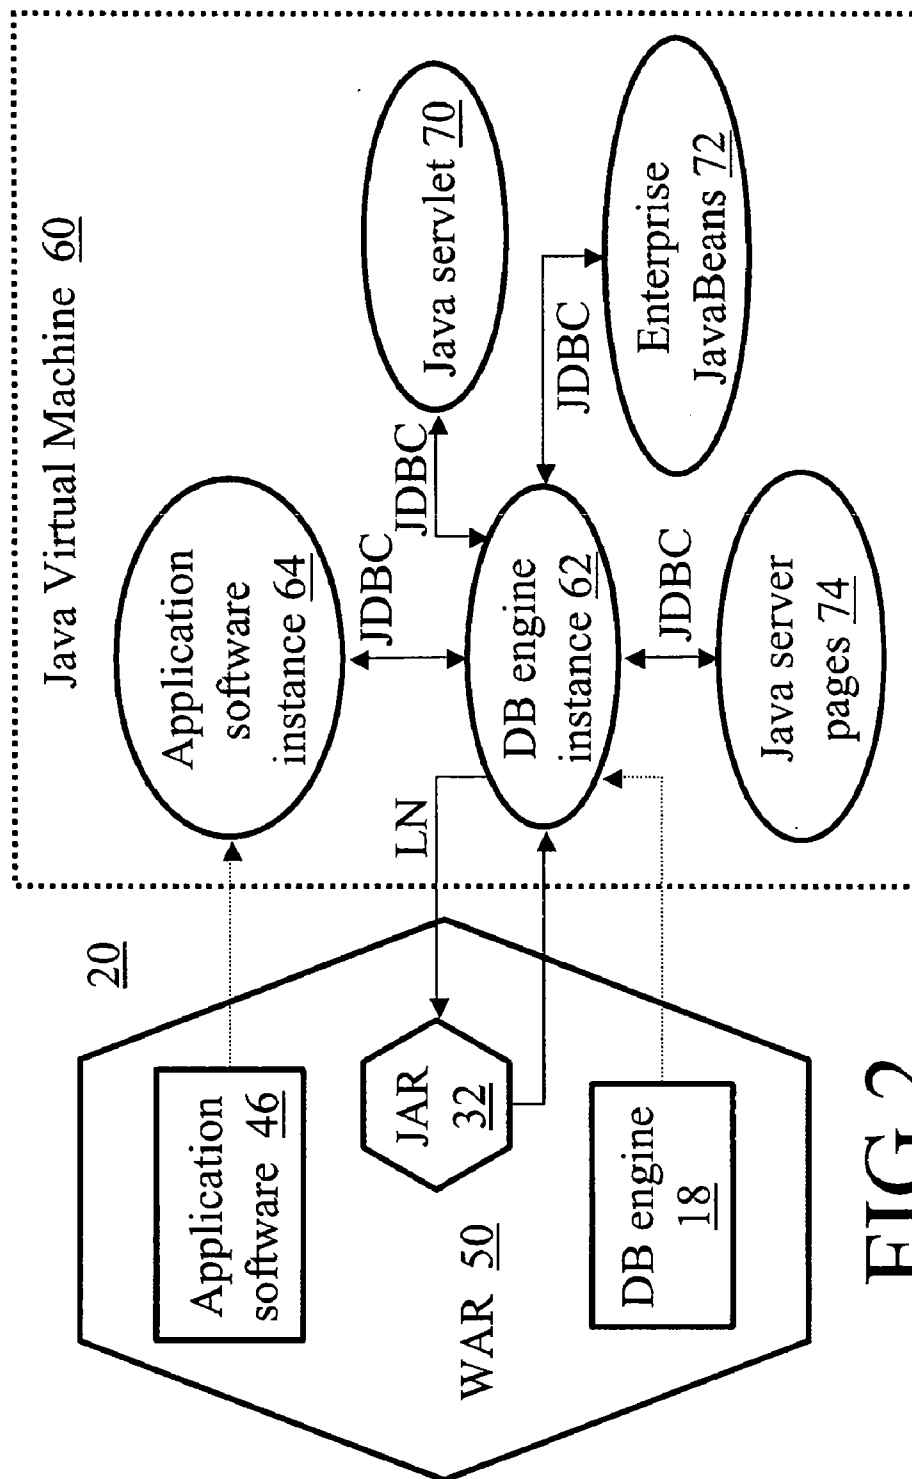 Java Virtual Machine 60
20
Application
software 46
Application
software
instance 64
JDBC
JDBC
Java servlet 70
JAR
32
LN
WAR 50
DB engine
instance 62
JDBC
Enterprise
JavaBeans 72
DB engine
18
JDBC
Java server
pages 74
FIG 2